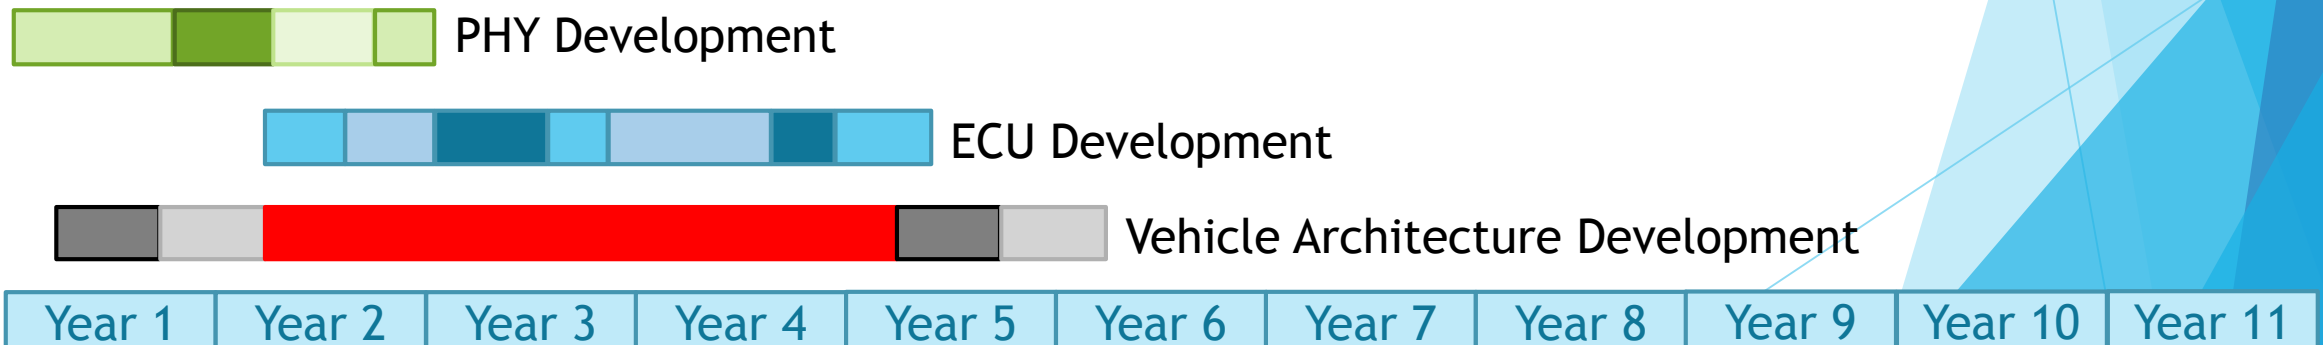 PHY Development
ECU Development
Vehicle Architecture Development
Year 1 Year 2 Year 3 Year 4 Year 5 Year 6 Year 7 Year 8 Year 9 Year 10 Year 11